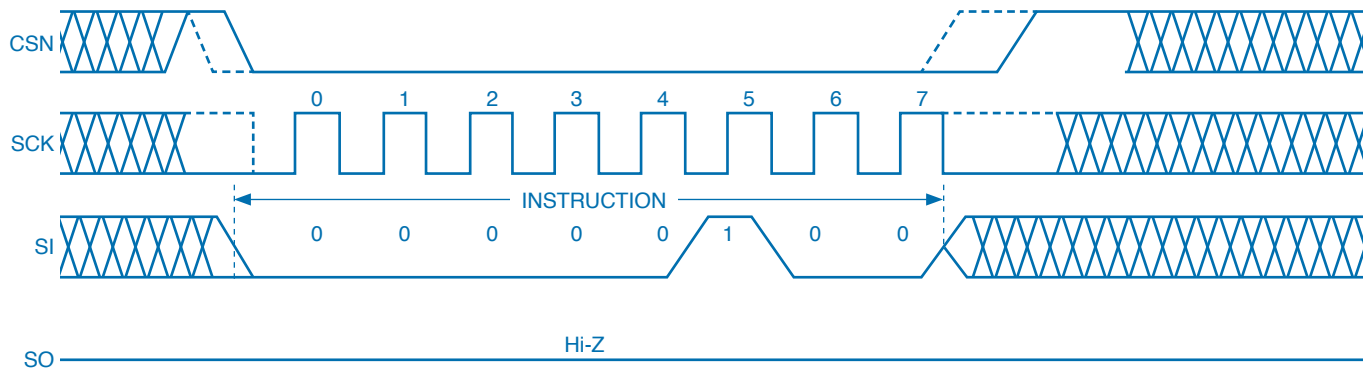 CSN
0 1 2 3 4 5 6 7
SCK
INSTRUCTION
SI 0 0 0 0 0 1 0 0
Hi-Z
SO